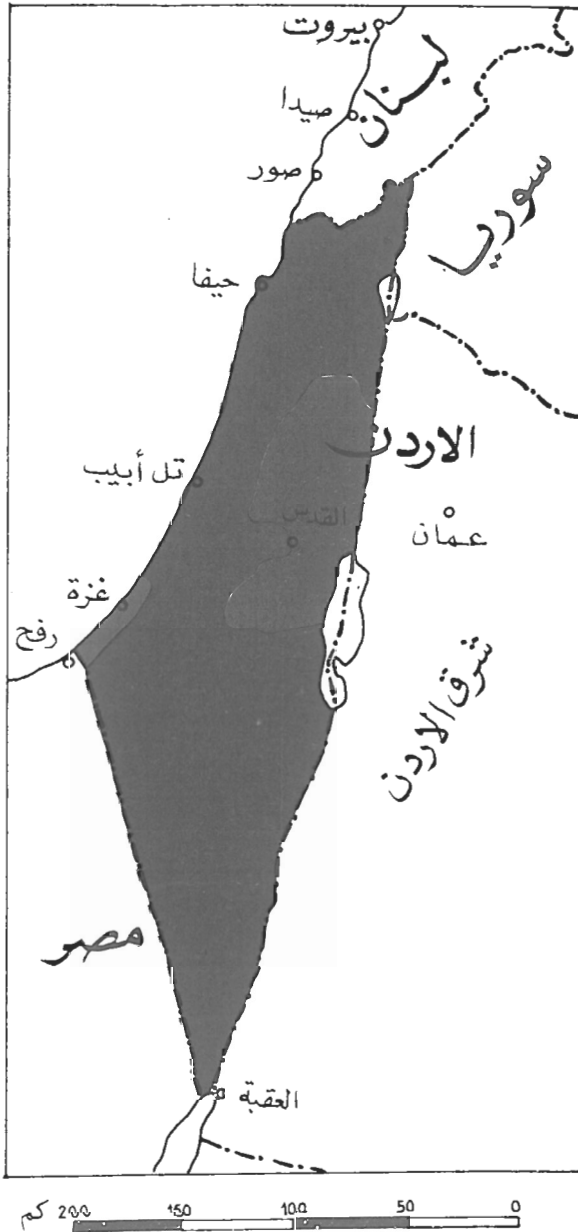 بيروت
لبنان
صيدا
صور
سوريا
حيفا
الاردن
تل أبيب
القدس
عمان
غزة
رفح
شرق الاردن
مصر
العقبة
كم 200 150 100 50 0